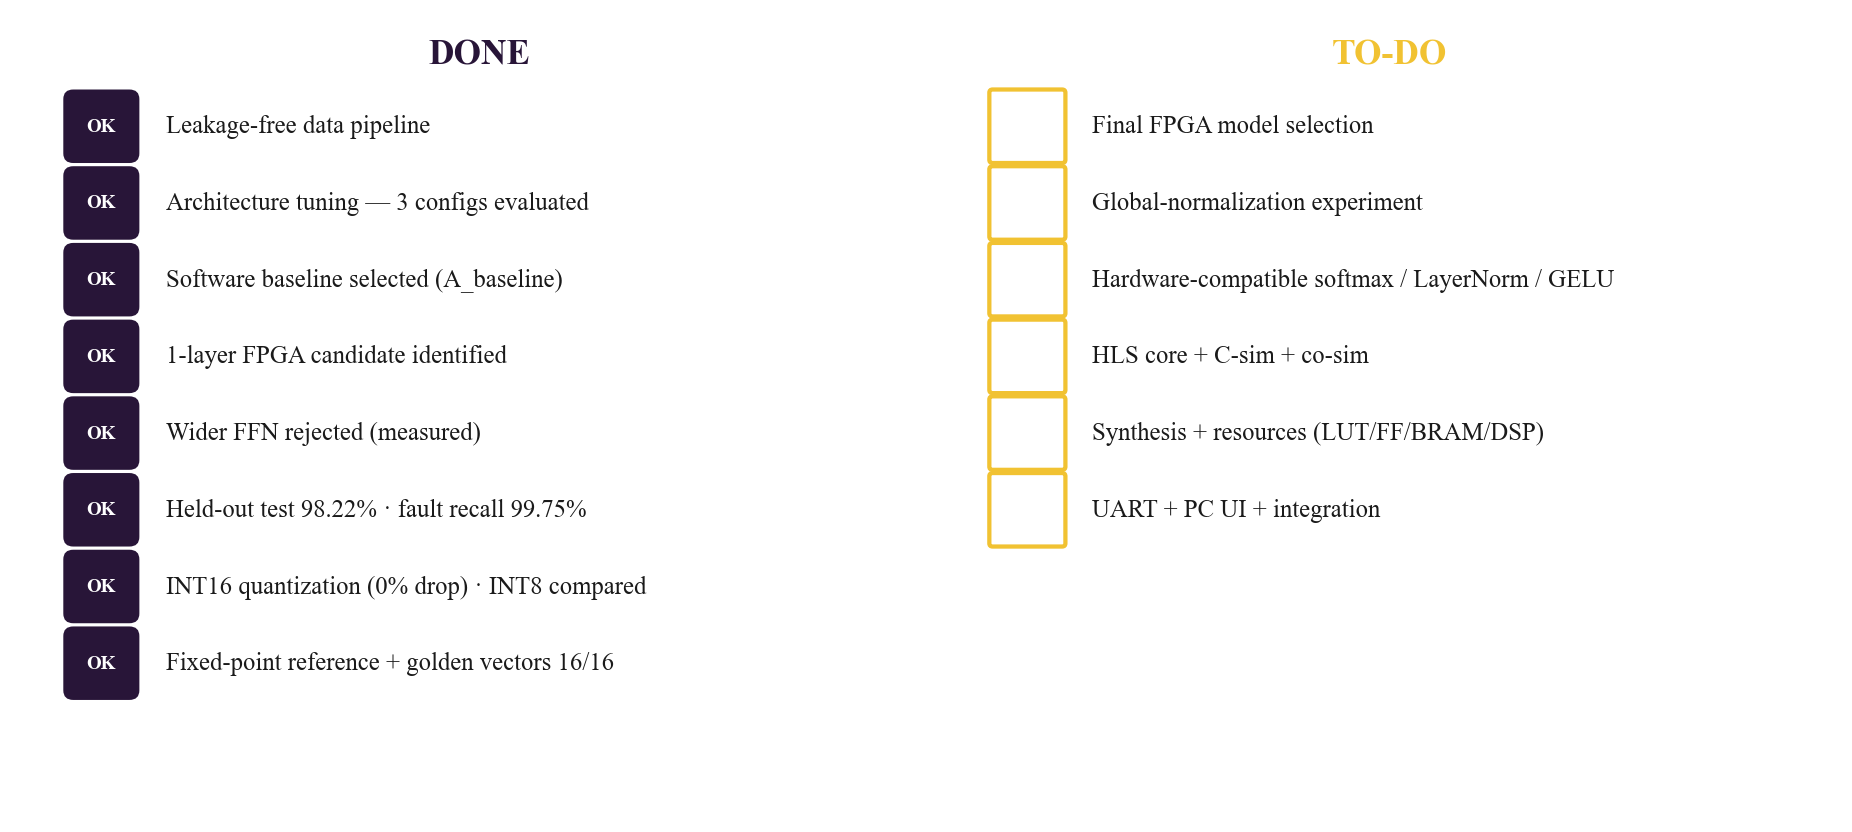 DONE
OK Leakage-free data pipeline
OK Architecture tuning — 3 configs evaluated
OK Software baseline selected (A_baseline)
OK 1-layer FPGA candidate identified
OK Wider FFN rejected (measured)
OK Held-out test 98.22% · fault recall 99.75%
OK INT16 quantization (0% drop) · INT8 compared
OK Fixed-point reference + golden vectors 16/16
TO-DO
Final FPGA model selection
Global-normalization experiment
Hardware-compatible softmax / LayerNorm / GELU
HLS core + C-sim + co-sim
Synthesis + resources (LUT/FF/BRAM/DSP)
UART + PC UI + integration